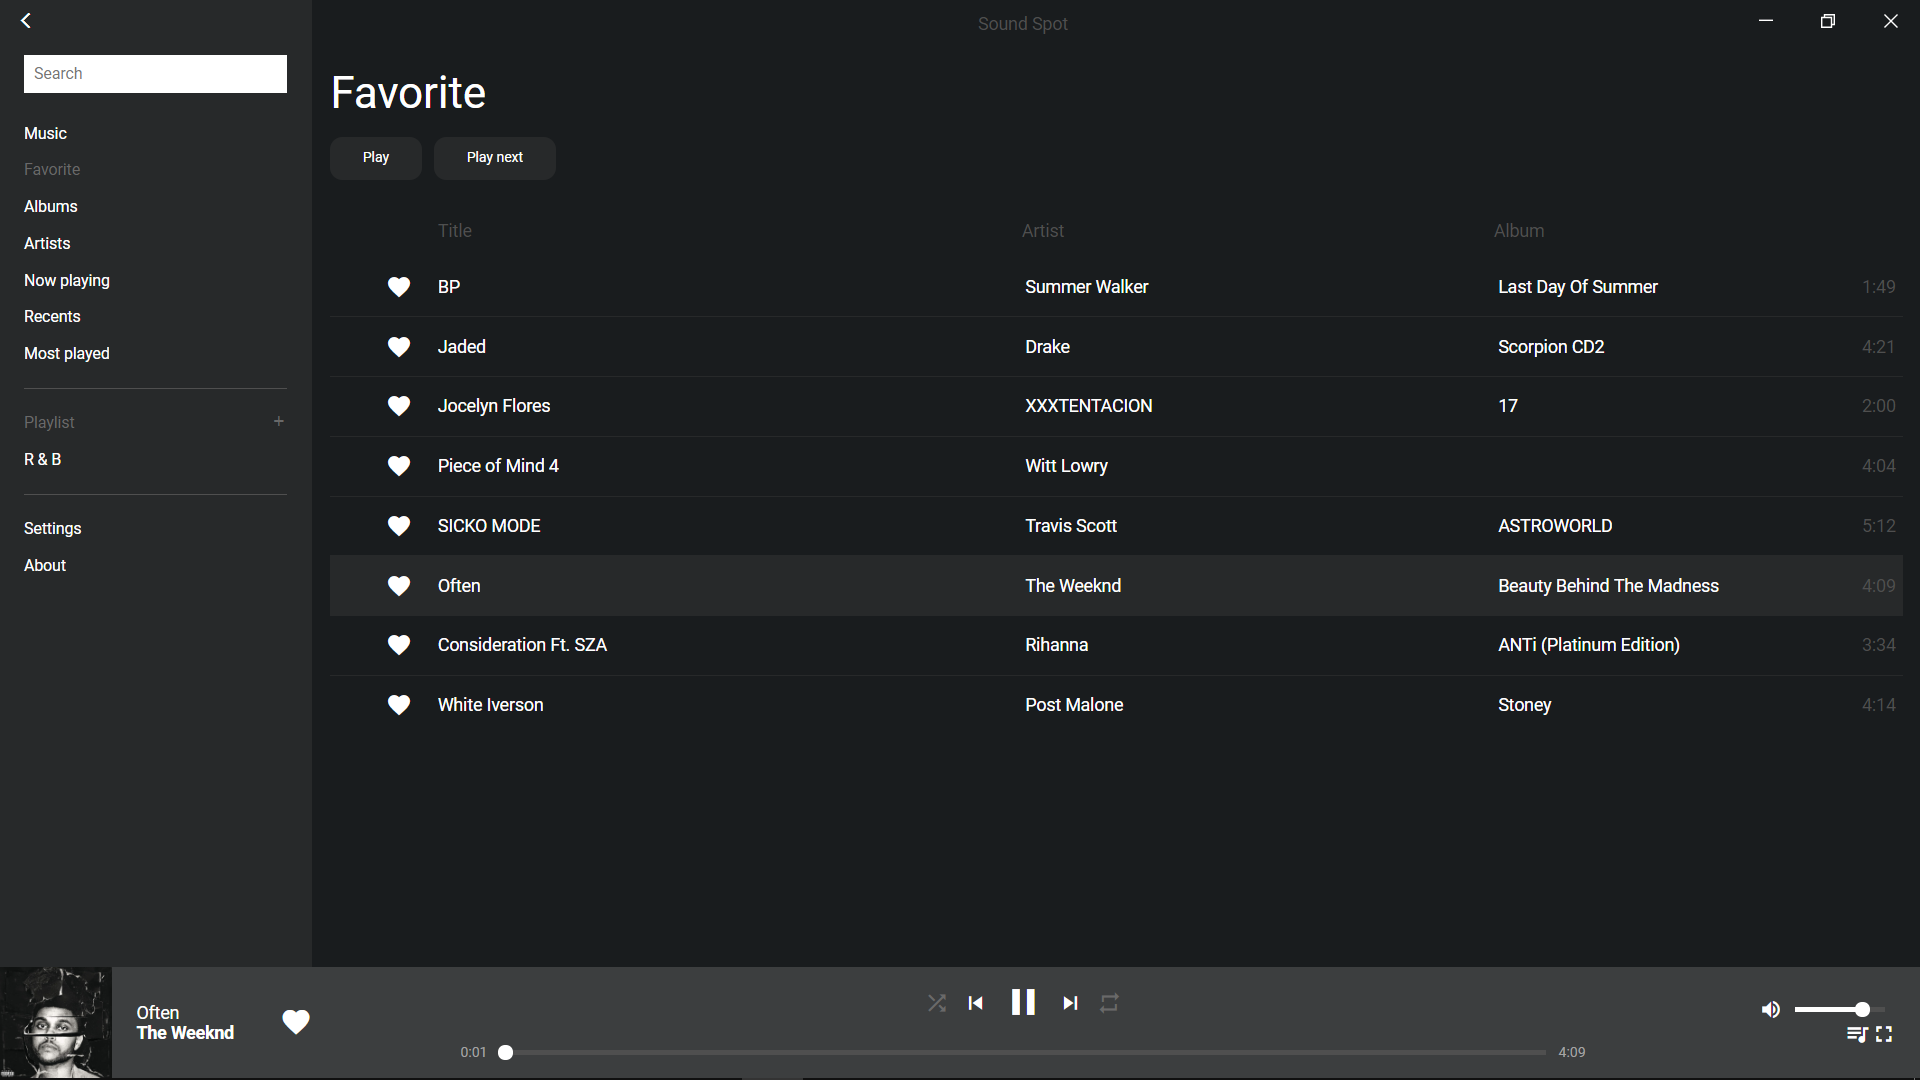 Sound Spot
Search
Music
Favorite
Albums
Artists
Now playing
Recents
Most played
Playlist +
R & B
Settings
About
Favorite
Play Play next
Title Artist Album
BP Summer Walker Last Day Of Summer 1:49
Jaded Drake Scorpion CD2 4:21
Jocelyn Flores XXXTENTACION 17 2:00
Piece of Mind 4 Witt Lowry 4:04
SICKO MODE Travis Scott ASTROWORLD 5:12
Often The Weeknd Beauty Behind The Madness 4:09
Consideration Ft. SZA Rihanna ANTi (Platinum Edition) 3:34
White Iverson Post Malone Stoney 4:14
Often
The Weeknd
0:01 4:09